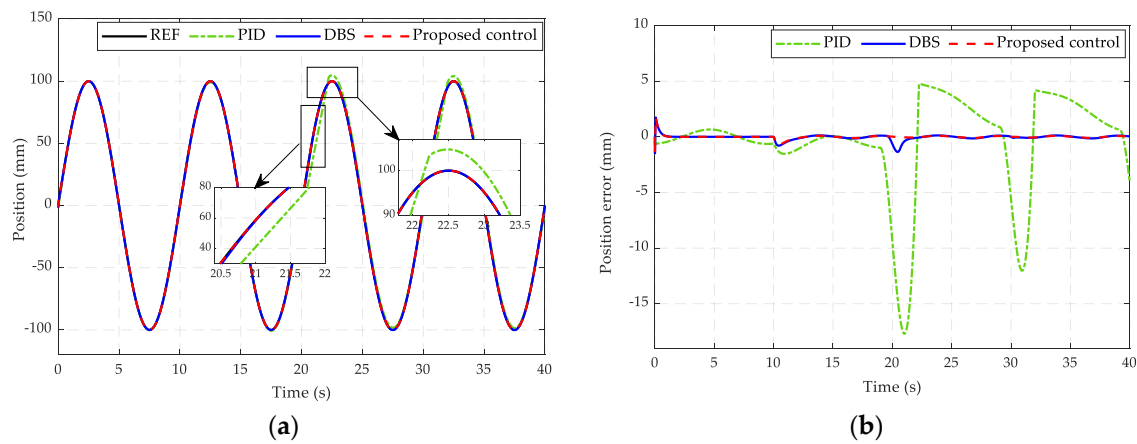 150
REF PID DBS Proposed control
100
50
0
-50
-100
Position (mm)
80
60
40
20.5 21 21.5 22
100
90
22 22.5 23 23.5
0 5 10 15 20 25 30 35 40
Time (s)
(a)
10
PID DBS Proposed control
5
0
-5
-10
-15
Position error (mm)
0 5 10 15 20 25 30 35 40
Time (s)
(b)